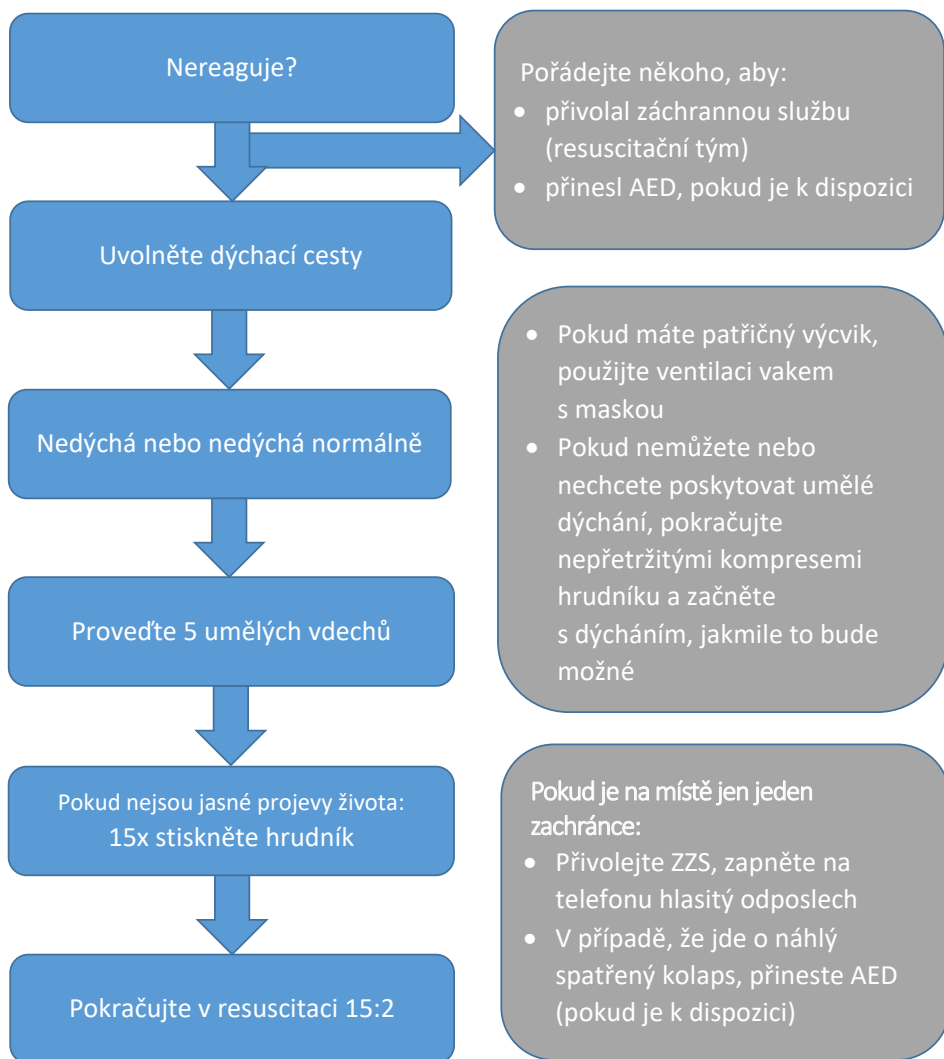 Nereaguje?
Pořádejte někoho, aby:
• přivolal záchrannou službu
(resuscitační tým)
• přinesl AED, pokud je k dispozici
Uvolněte dýchací cesty
Nedýchá nebo nedýchá normálně
• Pokud máte patřičný výcvik,
použijte ventilaci vakem
s maskou
• Pokud nemůžete nebo
nechcete poskytovat umělé
dýchání, pokračujte
nepřetržitými kompresemi
hrudníku a začněte
s dýcháním, jakmile to bude
možné
Proveďte 5 umělých vdechů
Pokud nejsou jasné projevy života:
15x stiskněte hrudník
Pokračujte v resuscitaci 15:2
Pokud je na místě jen jeden
zachránce:
• Přivolejte ZZS, zapněte na
telefonu hlasitý odposlech
• V případě, že jde o náhlý
spatřený kolaps, přineste AED
(pokud je k dispozici)